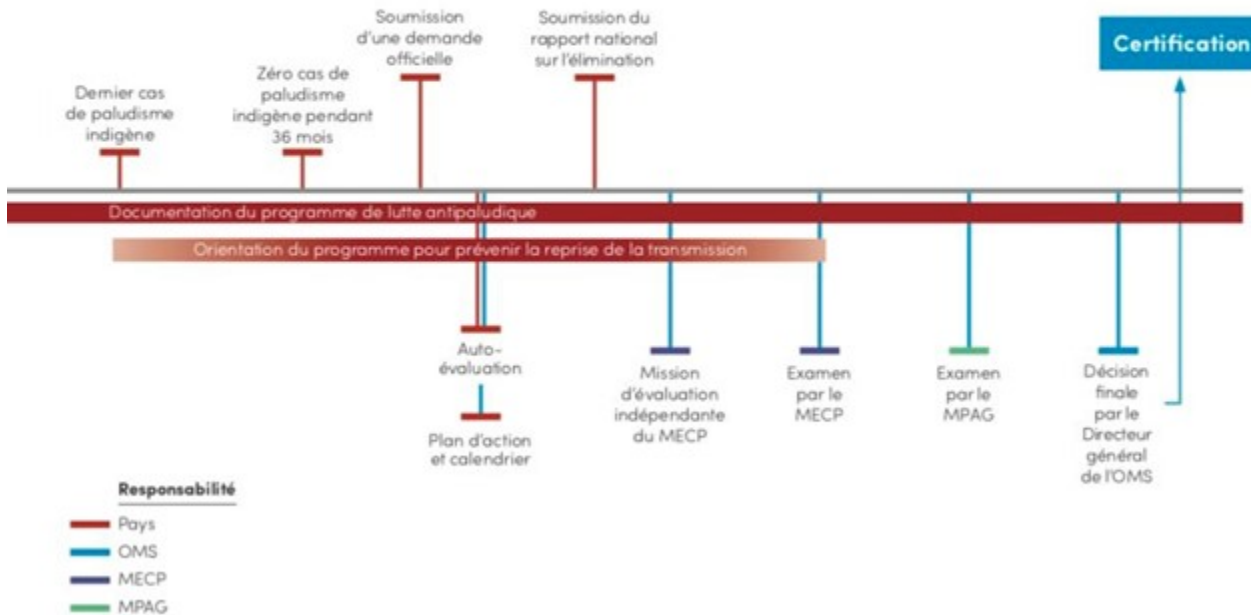 Dernier cas
de paludisme
indigène
Zéro cas de
paludisme
indigène pendant
36 mois
Soumission
d'une demande
officielle
Soumission du
rapport national
sur l'élimination
Certification
Documentation du programme de lutte antipaludique
Orientation du programme pour prévenir la reprise de la transmission
Auto-
évaluation
Plan d'action
et calendrier
Mission
d'évaluation
indépendante
du MECP
Examen
par le
MECP
Examen
par le
MPAG
Décision
finale
par le
Directeur
général
de l'OMS
Responsabilité
Pays
OMS
MECP
MPAG